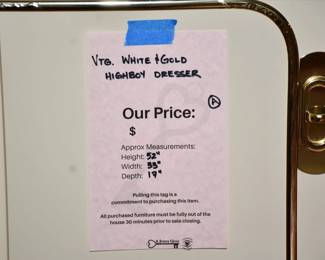 VTG. WHITE & GOLD
HIGHBOY DRESSER
A
Our Price:
$
Approx Measurements:
Height: 52"
Width: 33"
Depth: 19"
Pulling this tag is a
commitment to purchasing this item.
All purchased furniture must be fully out of the
house 30 minutes prior to sale closing.